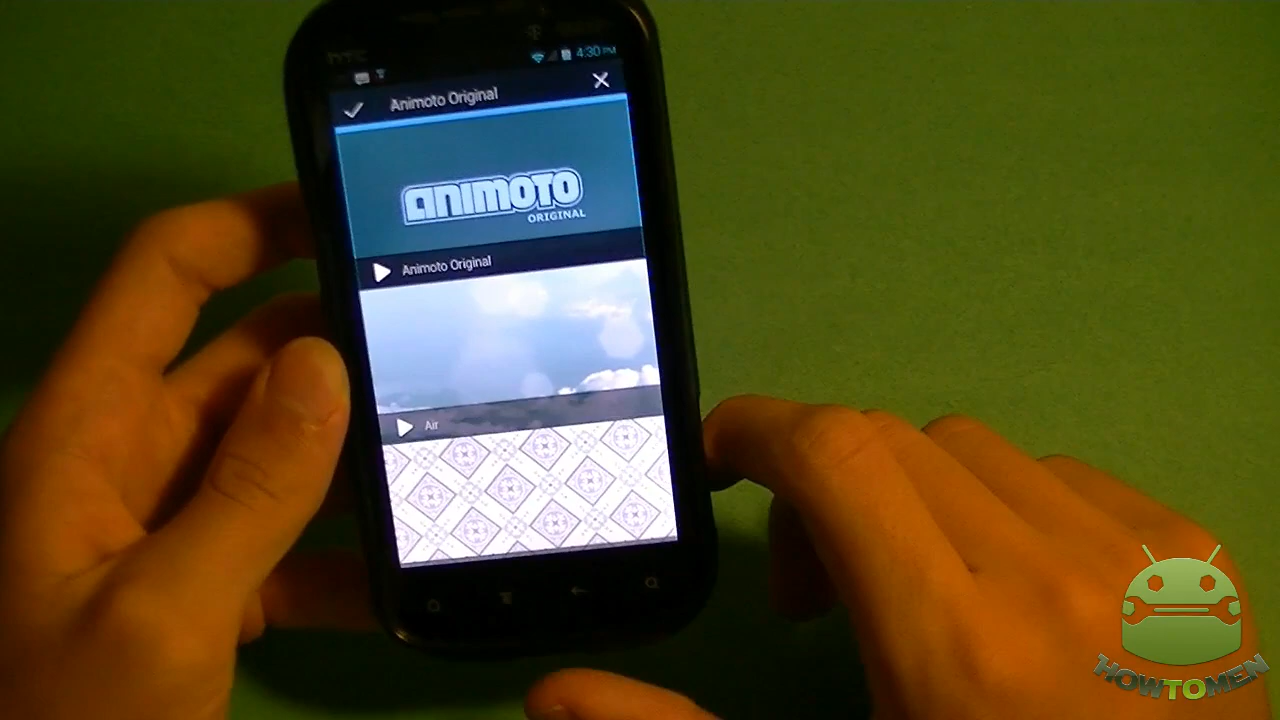 hTC
4:30 PM
Animoto Original
aNIMOTO
ORIGINAL
Animoto Original
Air
HOWTOMEN